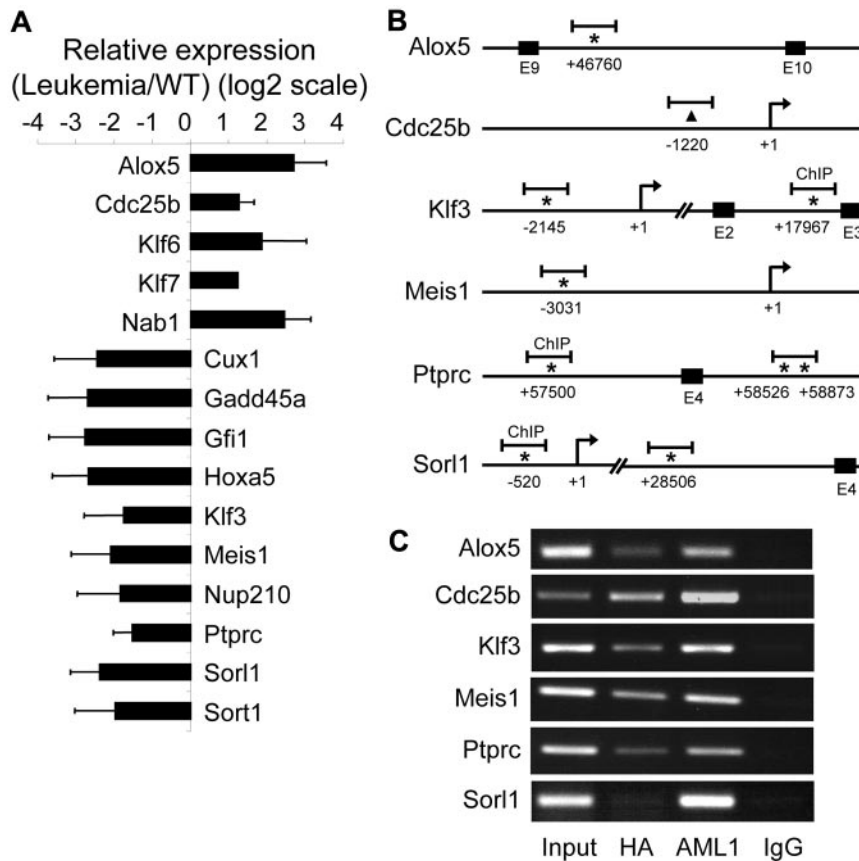 A
Relative expression
(Leukemia/WT) (log2 scale)
-4 -3 -2 -1 0 1 2 3 4
Alox5
Cdc25b
Klf6
Klf7
Nab1
Cux1
Gadd45a
Gfi1
Hoxa5
Klf3
Meis1
Nup210
Ptprc
Sorl1
Sort1
B
Alox5
*
E9 +46760 E10
Cdc25b
▲
-1220 +1
Klf3
ChIP
* *
-2145 +1 E2 +17967 E3
Meis1
*
-3031 +1
Ptprc
ChIP
* * *
+57500 E4 +58526 +58873
Sorl1
ChIP
* *
-520 +1 +28506 E4
C
Alox5
Cdc25b
Klf3
Meis1
Ptprc
Sorl1
Input HA AML1 IgG